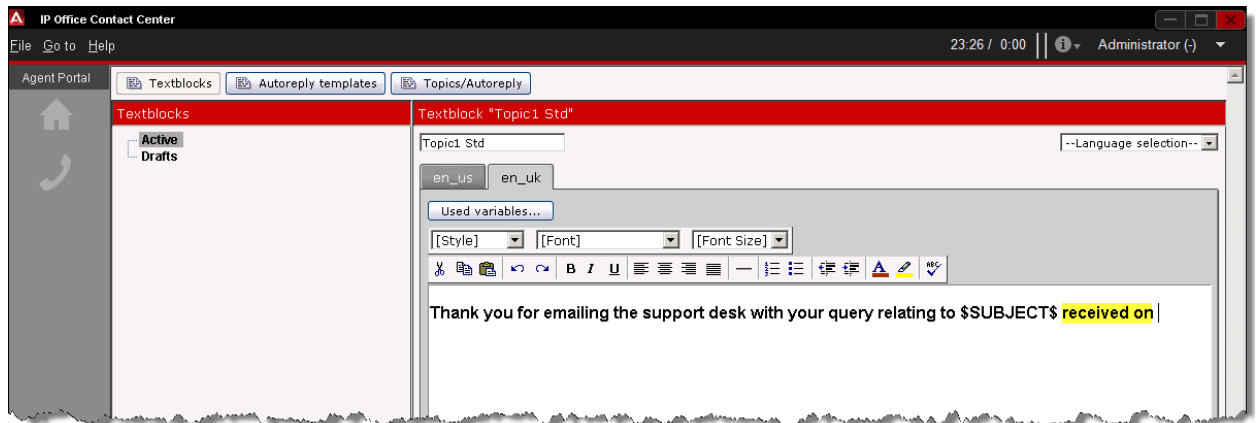 IP Office Contact Center
File Go to Help
23:26 / 0:00
Administrator (-)
Agent Portal
Textblocks
Autoreply templates
Topics/Autoreply
Textblocks
Textblock "Topic1 Std"
Active
Drafts
Topic1 Std
--Language selection--
en_us
en_uk
Used variables...
[Style]
[Font]
[Font Size]
B I U
A
ABC
Thank you for emailing the support desk with your query relating to $SUBJECT$ received on